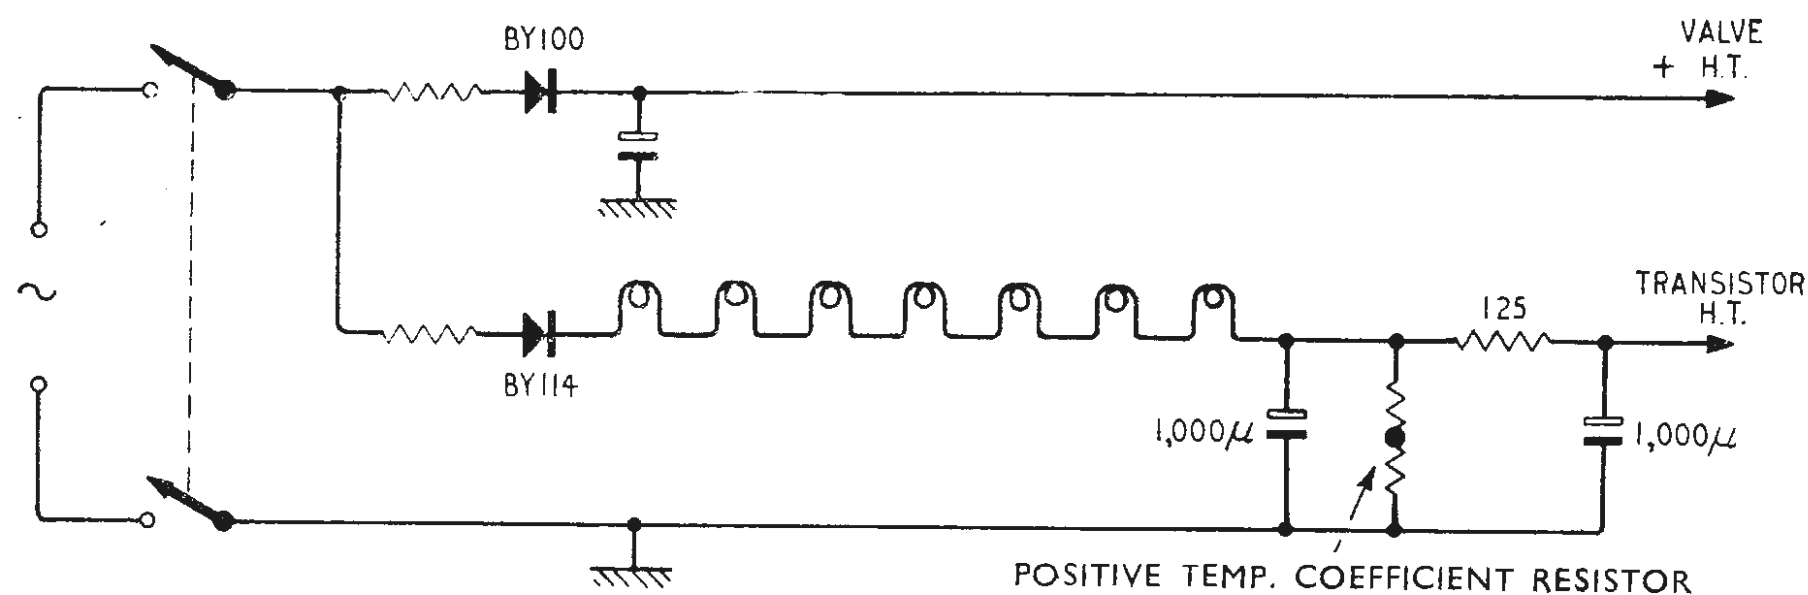 BY100
VALVE
+ H.T.
TRANSISTOR
H.T.
125
BY114
1,000μ
1,000μ
POSITIVE TEMP. COEFFICIENT RESISTOR